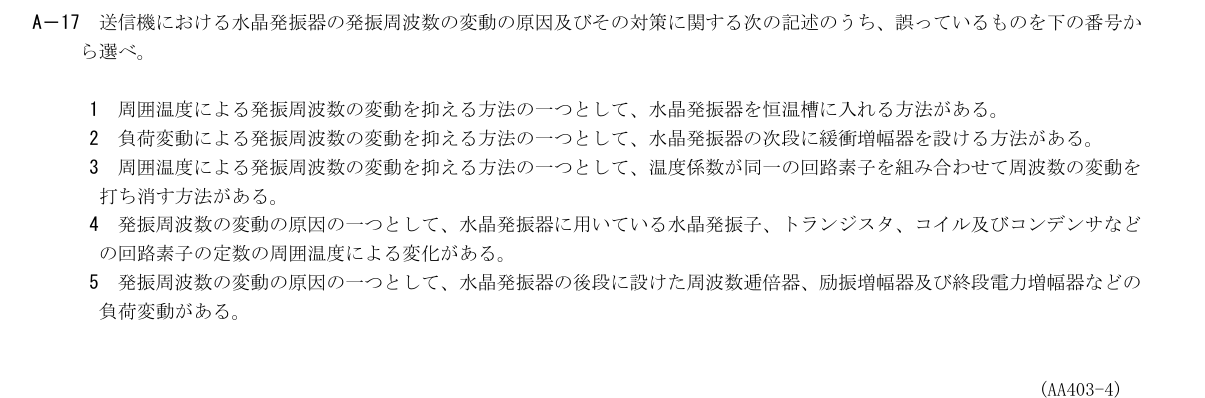 A－17　送信機における水晶発振器の発振周波数の変動の原因及びその対策に関する次の記述のうち、誤っているものを下の番号か
ら選べ。
1　周囲温度による発振周波数の変動を抑える方法の一つとして、水晶発振器を恒温槽に入れる方法がある。
2　負荷変動による発振周波数の変動を抑える方法の一つとして、水晶発振器の次段に緩衝増幅器を設ける方法がある。
3　周囲温度による発振周波数の変動を抑える方法の一つとして、温度係数が同一の回路素子を組み合わせて周波数の変動を
打ち消す方法がある。
4　発振周波数の変動の原因の一つとして、水晶発振器に用いている水晶発振子、トランジスタ、コイル及びコンデンサなど
の回路素子の定数の周囲温度による変化がある。
5　発振周波数の変動の原因の一つとして、水晶発振器の後段に設けた周波数逓倍器、励振増幅器及び終段電力増幅器などの
負荷変動がある。
(AA403-4)